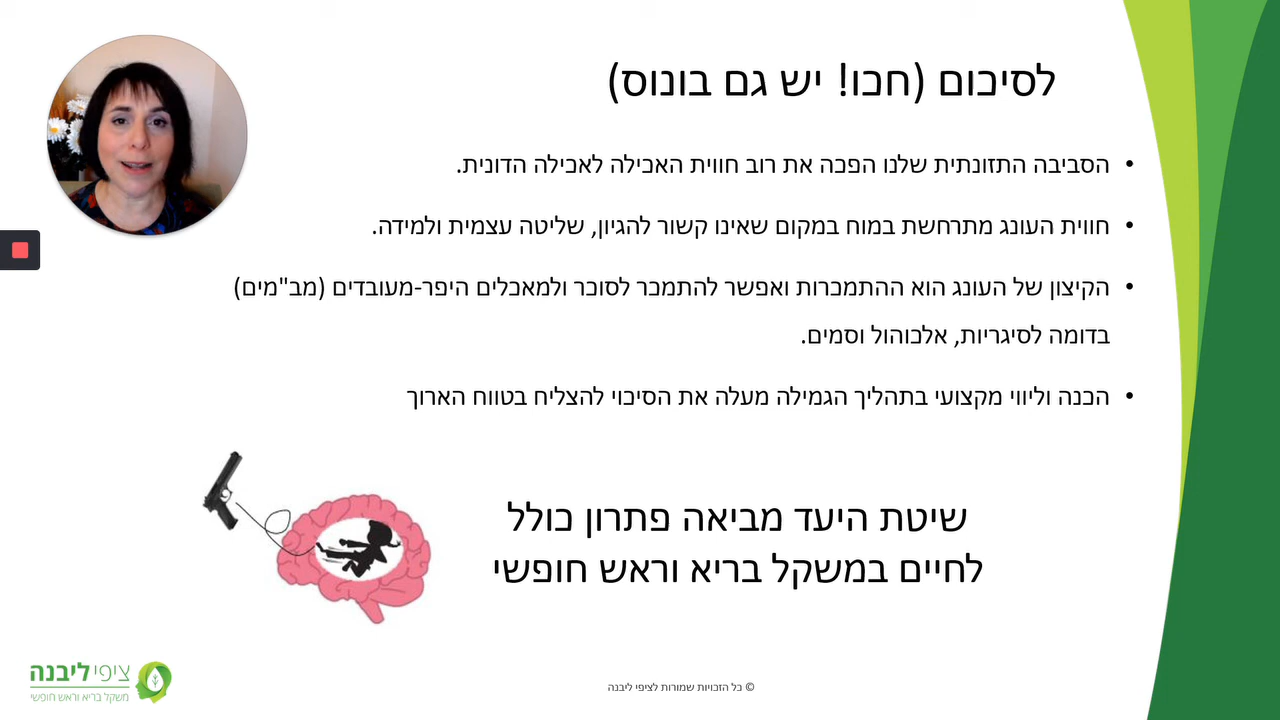 לסיכום (חכו! יש גם בונוס)
• הסביבה התזונתית שלנו הפכה את רוב חווית האכילה לאכילה הדונית.
• חווית העונג מתרחשת במוח במקום שאינו קשור להגיון, שליטה עצמית ולמידה.
• הקיצון של העונג הוא ההתמכרות ואפשר להתמכר לסוכר ולמאכלים היפר-מעובדים (מב"מים)
בדומה לסיגריות, אלכוהול וסמים.
• הכנה וליווי מקצועי בתהליך הגמילה מעלה את הסיכוי להצליח בטווח הארוך
שיטת היעד מביאה פתרון כולל
לחיים במשקל בריא וראש חופשי
ציפי ליבנה
משקל בריא וראש חופשי
© כל הזכויות שמורות לציפי ליבנה